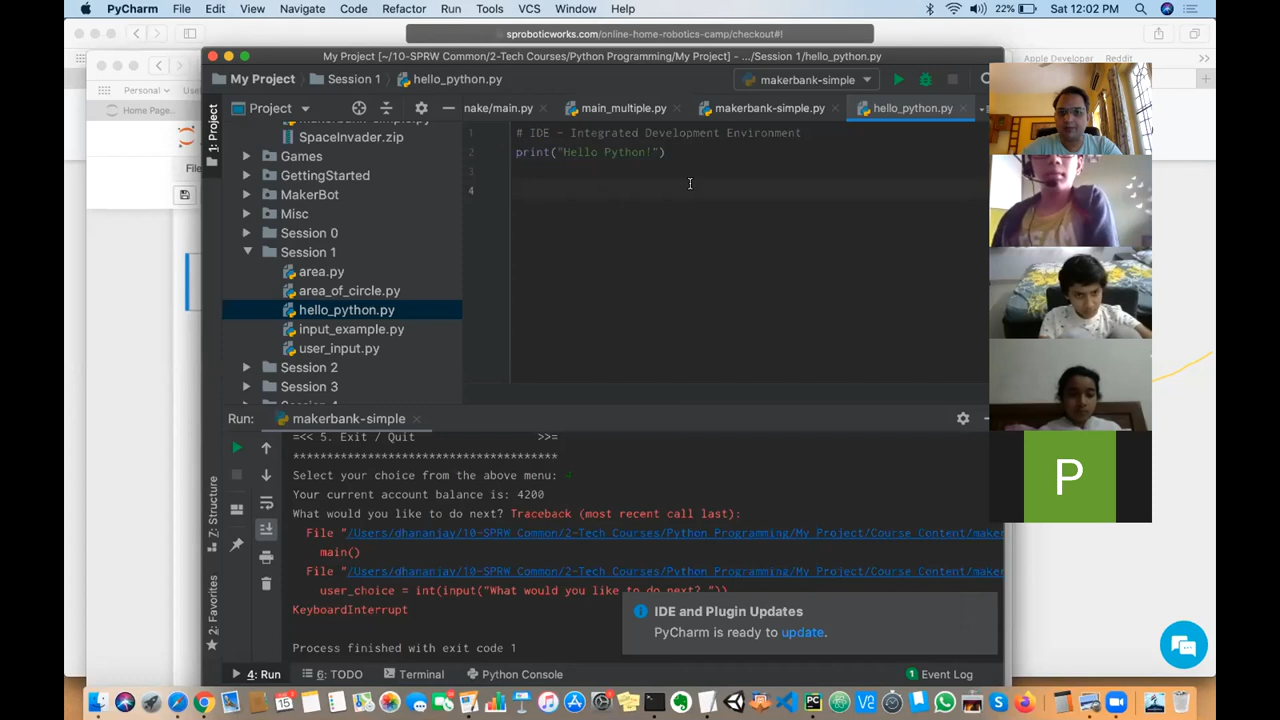 PyCharm File Edit View Navigate Code Refactor Run Tools VCS Window Help 22% Sat 12:02 PM
sproboticworks.com/online-home-robotics-camp/checkout#!
Personal
Apple Developer Reddit
Home Page...
My Project [~/10-SPRW Common/2-Tech Courses/Python Programming/My Project] - .../Session 1/hello_python.py
My Project Session 1 hello_python.py makerbank-simple
1: Project
Project
main_multiple.py makerbank-simple.py hello_python.py
SpaceInvader.zip
Games
GettingStarted
MakerBot
Misc
Session 0
Session 1
area.py
area_of_circle.py
hello_python.py
input_example.py
user_input.py
Session 2
Session 3
1 # IDE - Integrated Development Environment
2 print("Hello Python!")
3
4
P
Run: makerbank-simple
=<< 5. Exit / Quit >>=
*************************************
Select your choice from the above menu: 4
Your current account balance is: 4200
What would you like to do next? Traceback (most recent call last):
File "/Users/dhananjay/10-SPRW Common/2-Tech Courses/Python Programming/My Project/Course Content/maker
main()
File "/Users/dhananjay/10-SPRW Common/2-Tech Courses/Python Programming/My Project/Course Content/maker
user_choice = int(input("What would you like to do next? "))
KeyboardInterrupt
Process finished with exit code 1
7: Structure
2: Favorites
IDE and Plugin Updates
PyCharm is ready to update.
4: Run 6: TODO Terminal Python Console Event Log